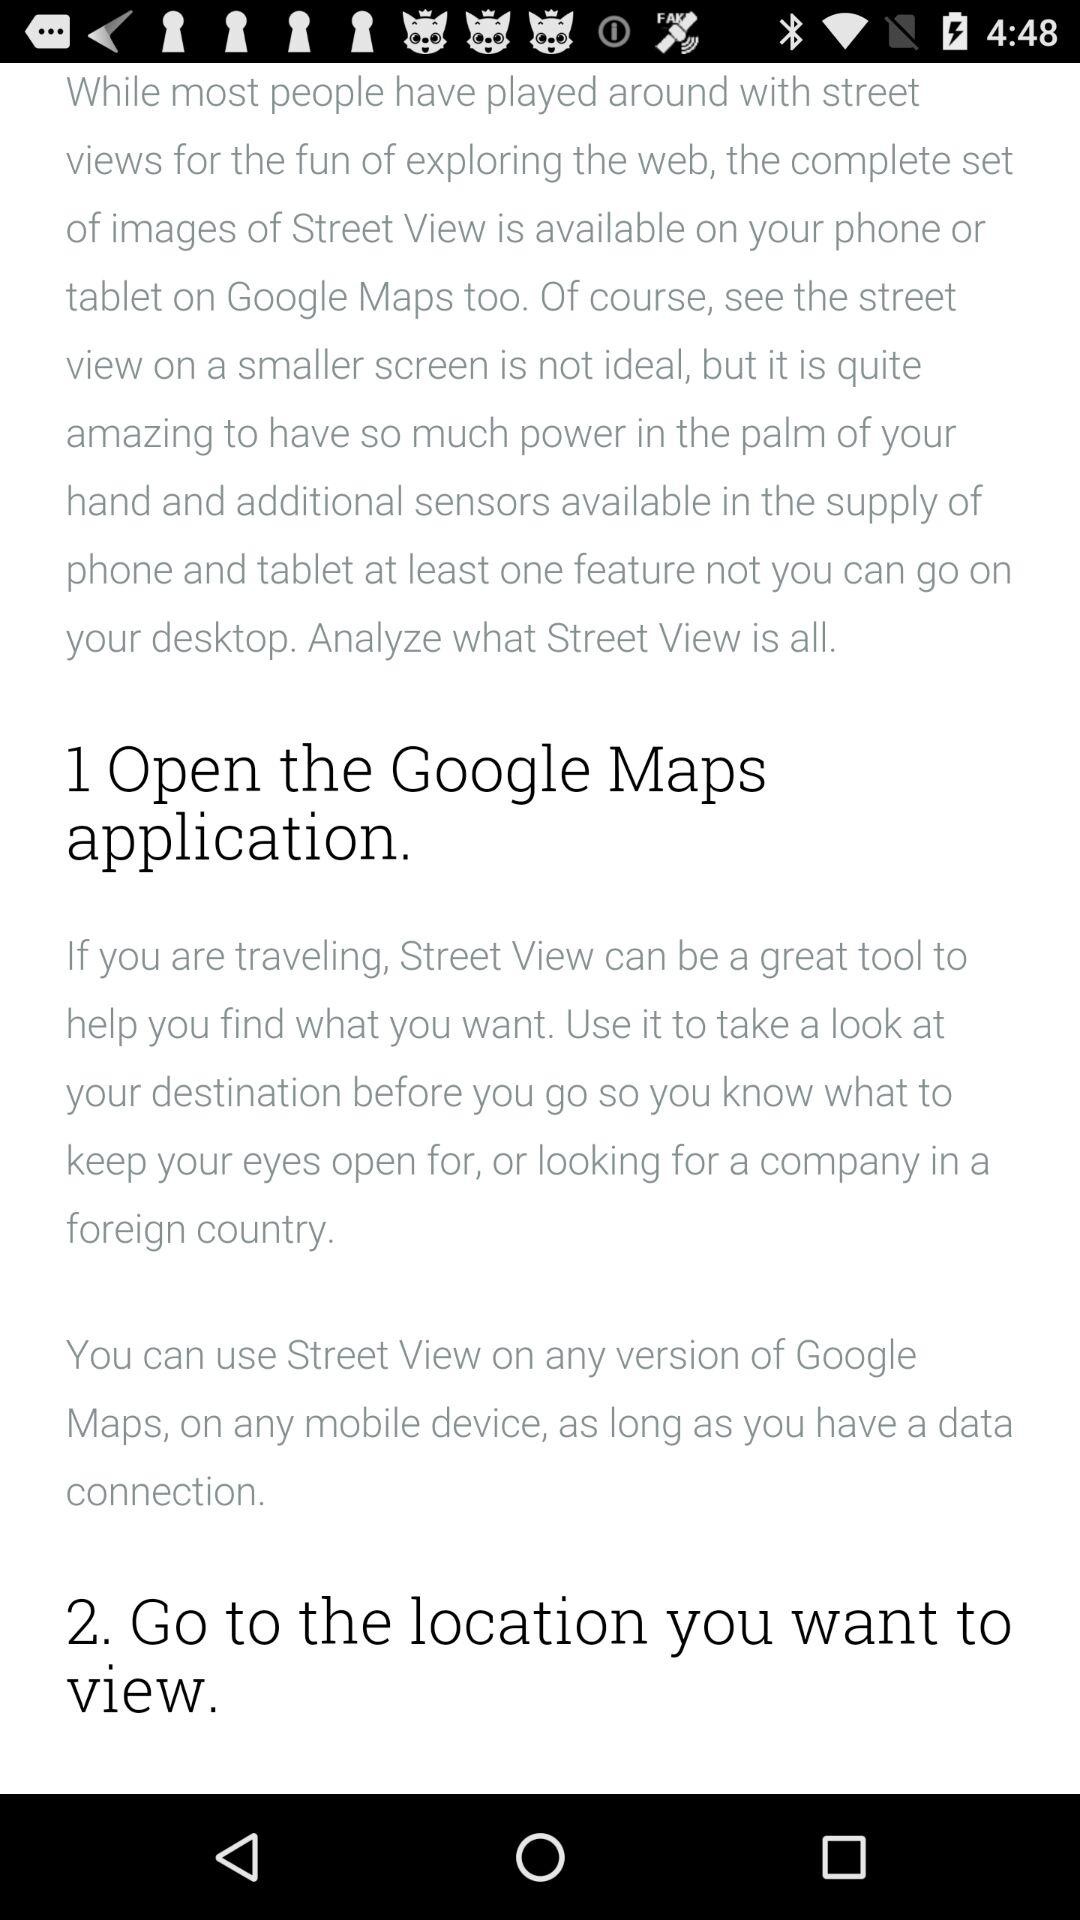 FAKE
4:48
While most people have played around with street
views for the fun of exploring the web, the complete set
of images of Street View is available on your phone or
tablet on Google Maps too. Of course, see the street
view on a smaller screen is not ideal, but it is quite
amazing to have so much power in the palm of your
hand and additional sensors available in the supply of
phone and tablet at least one feature not you can go on
your desktop. Analyze what Street View is all.
1 Open the Google Maps
application.
If you are traveling, Street View can be a great tool to
help you find what you want. Use it to take a look at
your destination before you go so you know what to
keep your eyes open for, or looking for a company in a
foreign country.
You can use Street View on any version of Google
Maps, on any mobile device, as long as you have a data
connection.
2. Go to the location you want to
view.